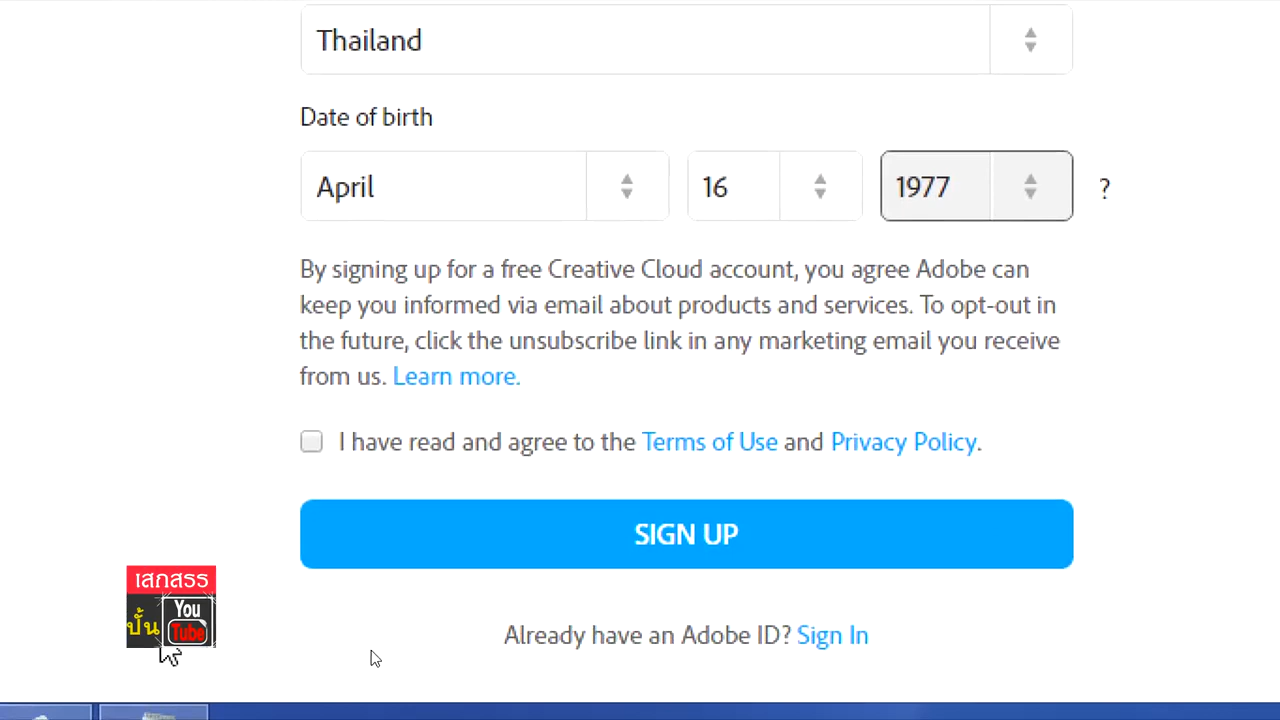 Thailand
Date of birth
April 16 1977 ?
By signing up for a free Creative Cloud account, you agree Adobe can
keep you informed via email about products and services. To opt-out in
the future, click the unsubscribe link in any marketing email you receive
from us. Learn more.
I have read and agree to the Terms of Use and Privacy Policy.
SIGN UP
เสกสรร
ปั้น You
Tube
Already have an Adobe ID? Sign In